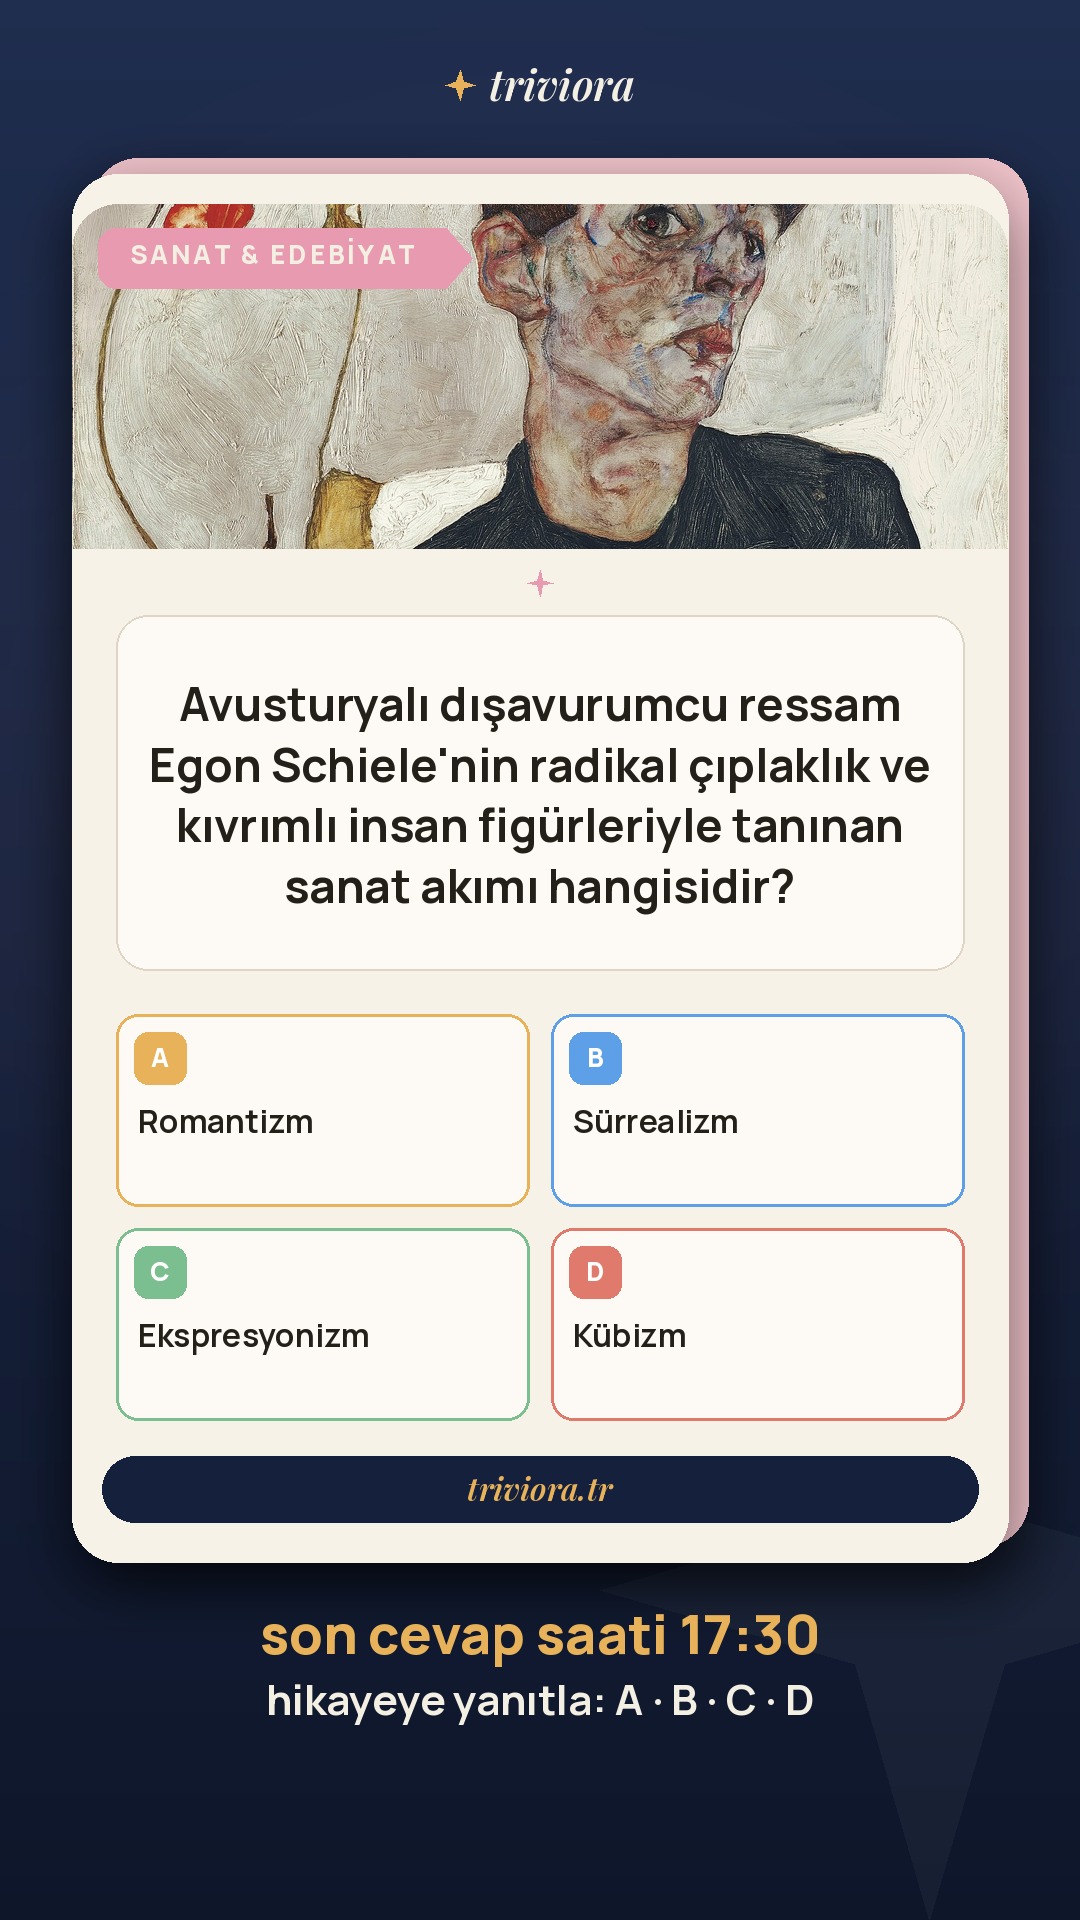 triviora
SANAT & EDEBİYAT
Avusturyalı dışavurumcu ressam
Egon Schiele'nin radikal çıplaklık ve
kıvrımlı insan figürleriyle tanınan
sanat akımı hangisidir?
A
Romantizm
B
Sürrealizm
C
Ekspresyonizm
D
Kübizm
triviora.tr
son cevap saati 17:30
hikayeye yanıtla: A · B · C · D